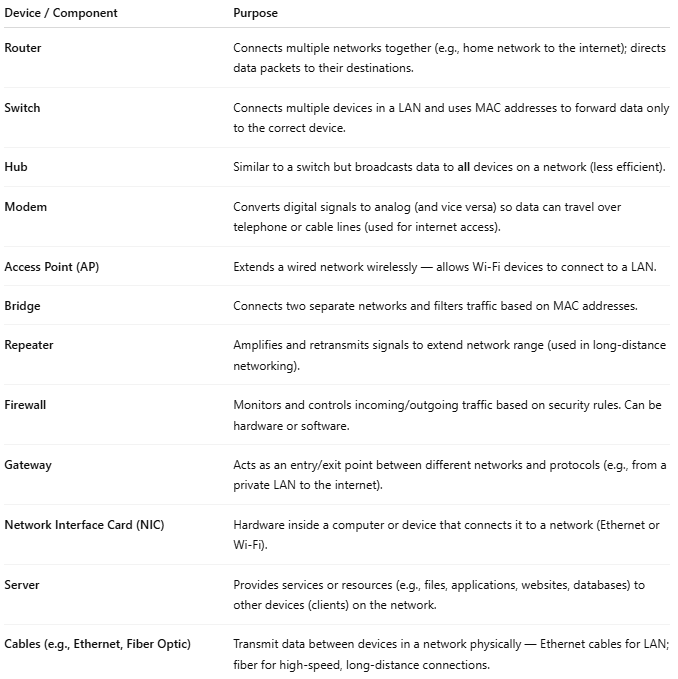 Device / Component Purpose
Router Connects multiple networks together (e.g., home network to the internet); directs
data packets to their destinations.
Switch Connects multiple devices in a LAN and uses MAC addresses to forward data only
to the correct device.
Hub Similar to a switch but broadcasts data to all devices on a network (less efficient).
Modem Converts digital signals to analog (and vice versa) so data can travel over
telephone or cable lines (used for internet access).
Access Point (AP) Extends a wired network wirelessly — allows Wi-Fi devices to connect to a LAN.
Bridge Connects two separate networks and filters traffic based on MAC addresses.
Repeater Amplifies and retransmits signals to extend network range (used in long-distance
networking).
Firewall Monitors and controls incoming/outgoing traffic based on security rules. Can be
hardware or software.
Gateway Acts as an entry/exit point between different networks and protocols (e.g., from a
private LAN to the internet).
Network Interface Card (NIC) Hardware inside a computer or device that connects it to a network (Ethernet or
Wi-Fi).
Server Provides services or resources (e.g., files, applications, websites, databases) to
other devices (clients) on the network.
Cables (e.g., Ethernet, Fiber Optic) Transmit data between devices in a network physically — Ethernet cables for LAN;
fiber for high-speed, long-distance connections.